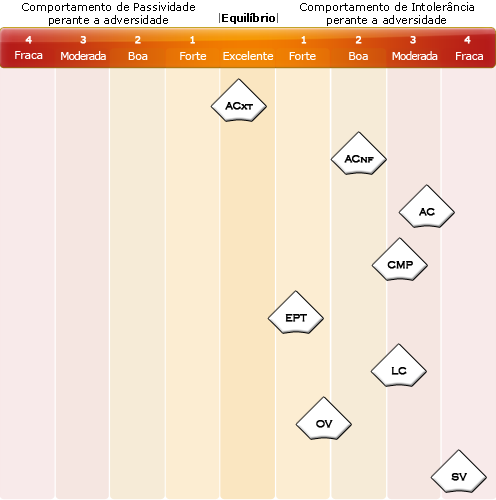 Comportamento de Passividade
perante a adversidade
|Equilíbrio|
Comportamento de Intolerância
perante a adversidade
4 3 2 1 1 2 3 4
Fraca Moderada Boa Forte Excelente Forte Boa Moderada Fraca
ACXT
ACNF
AC
CMP
EPT
LC
OV
SV